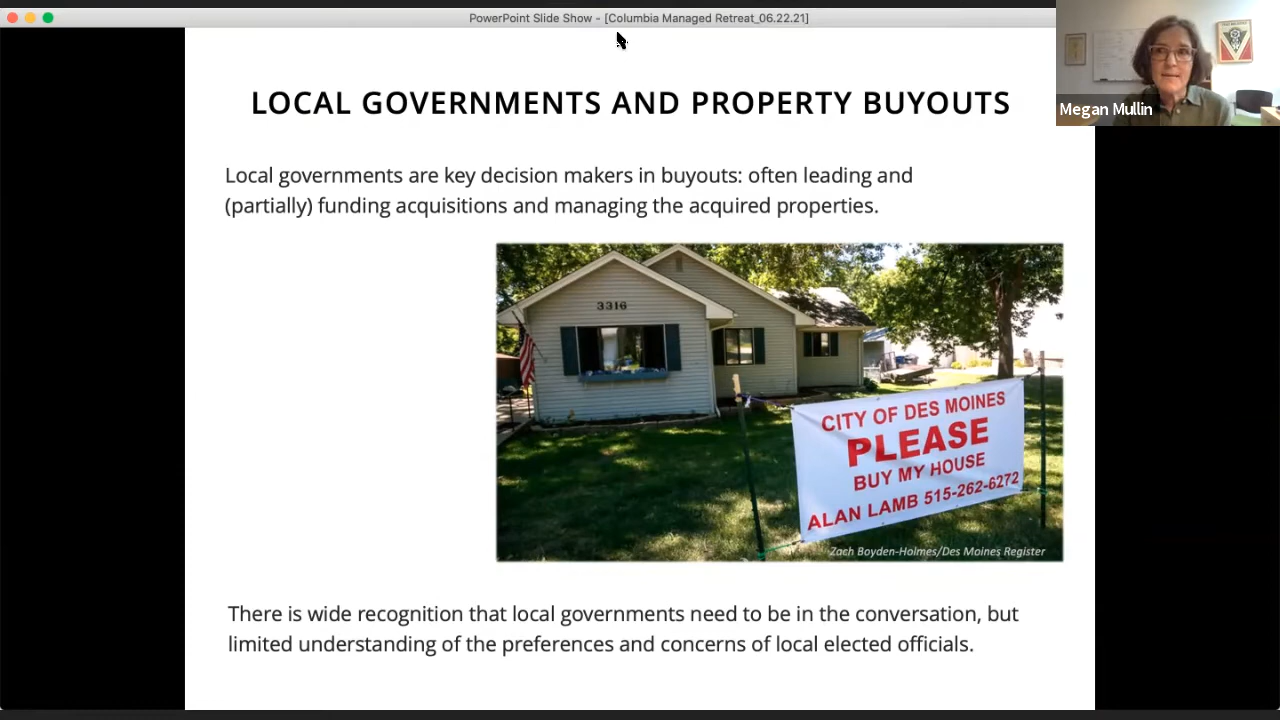 PowerPoint Slide Show - [Columbia Managed Retreat_06.22.21]
Megan Mullin
LOCAL GOVERNMENTS AND PROPERTY BUYOUTS
Local governments are key decision makers in buyouts: often leading and
(partially) funding acquisitions and managing the acquired properties.
3316
CITY OF DES MOINES
PLEASE
BUY MY HOUSE
ALAN LAMB 515-262-6272
Zach Boyden-Holmes/Des Moines Register
There is wide recognition that local governments need to be in the conversation, but
limited understanding of the preferences and concerns of local elected officials.